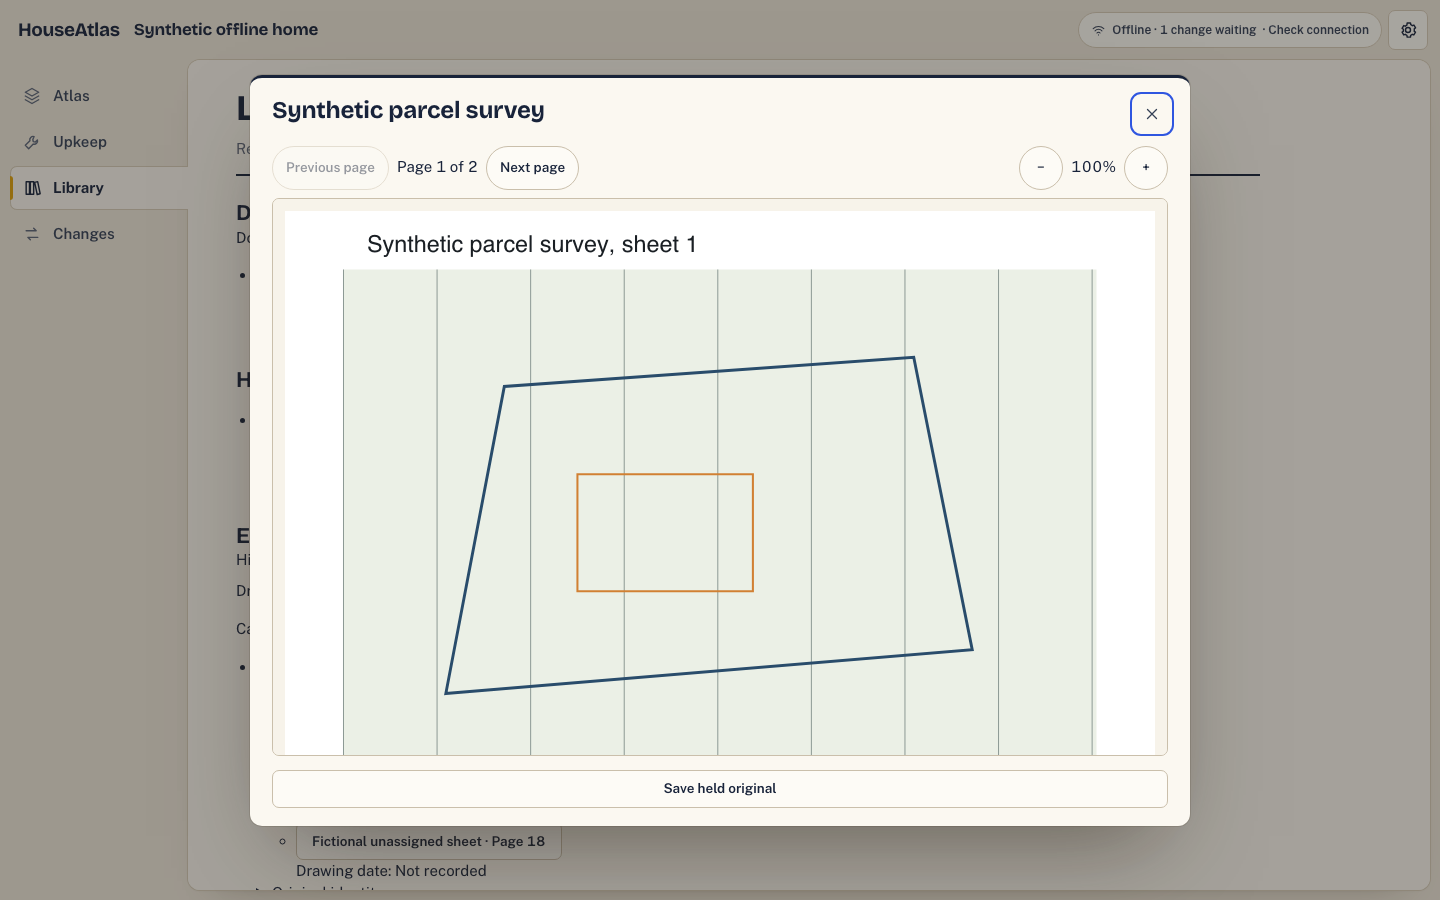 HouseAtlas Synthetic offline home
Offline · 1 change waiting · Check connection
Atlas
Upkeep
Library
Changes
Synthetic parcel survey
Previous page Page 1 of 2 Next page
− 100% +
Synthetic parcel survey, sheet 1
Save held original
Fictional unassigned sheet · Page 18
Drawing date: Not recorded